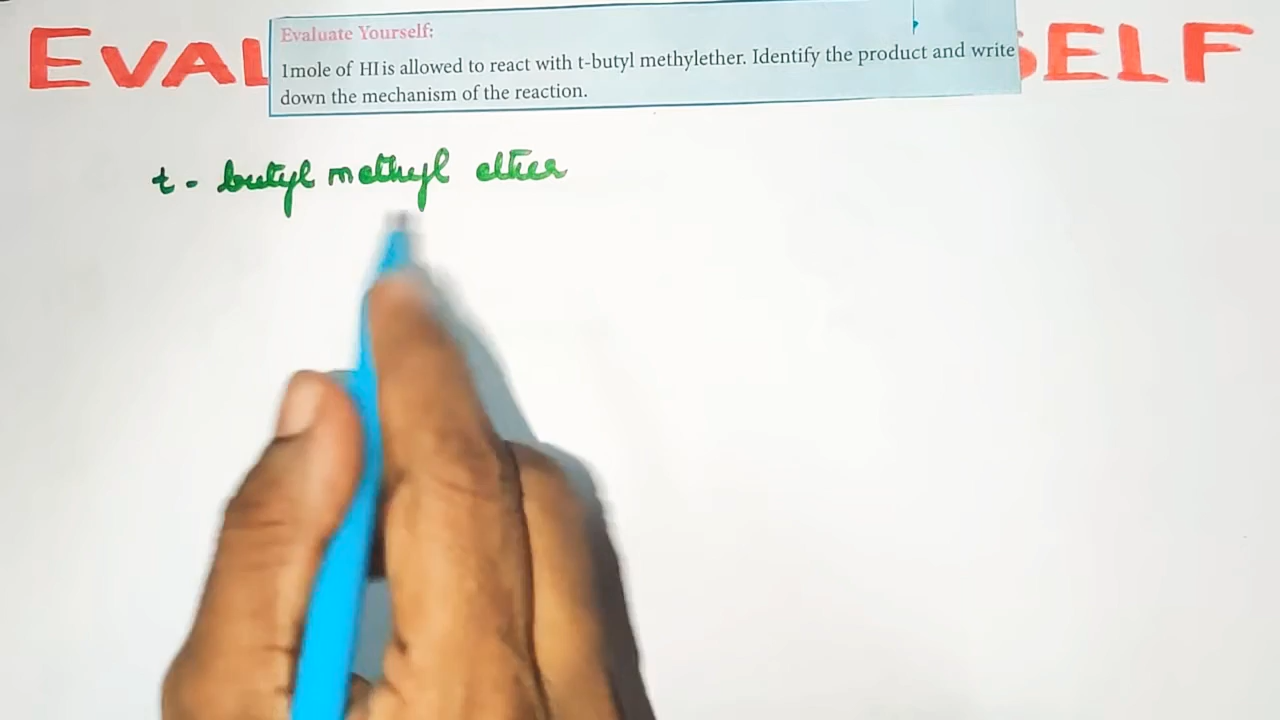 EVAL SELF
Evaluate Yourself:
1mole of HI is allowed to react with t-butyl methylether. Identify the product and write
down the mechanism of the reaction.
t - butyl methyl ether